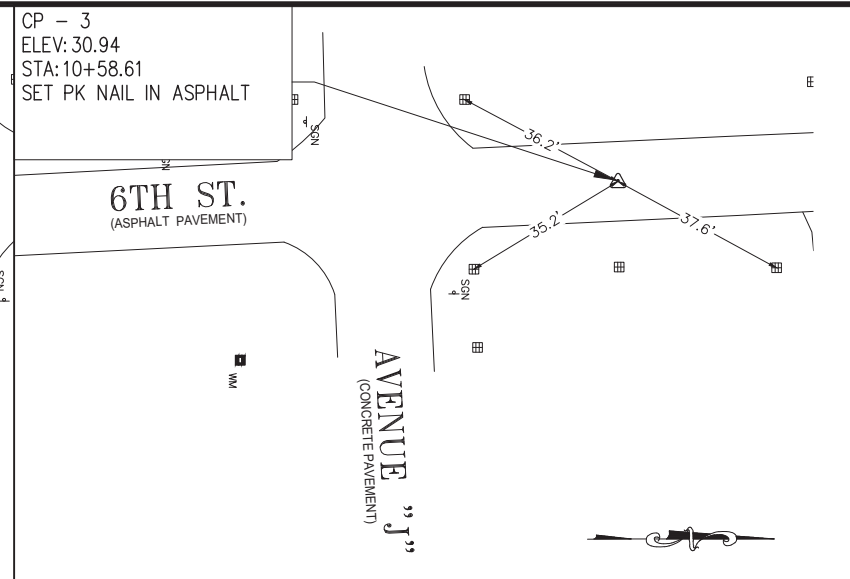 CP - 3
ELEV: 30.94
STA: 10+58.61
SET PK NAIL IN ASPHALT
SGN
36.2'
GN
6TH ST.
(ASPHALT PAVEMENT)
35.2'
37.6'
SGN
SGN
WM
AVENUE "J"
(CONCRETE PAVEMENT)